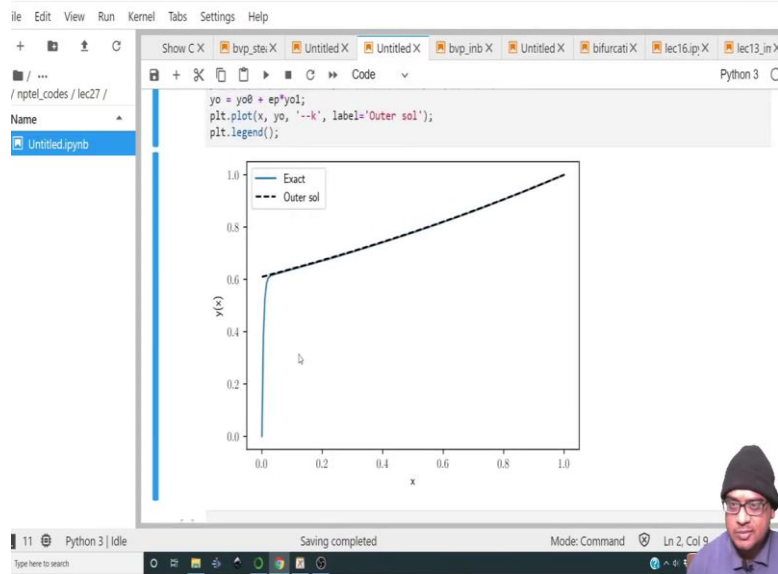 ile Edit View Run Kernel Tabs Settings Help
Show C X bvp_ste X Untitled X Untitled X bvp_inb X Untitled X bifurcati X lec16.ip X lec13_in X
/ ...
Code
Python 3
/ nptel_codes / lec27 /
Name
Untitled.ipynb
yo = yo0 + ep*yo1;
plt.plot(x, yo, '--k', label='Outer sol');
plt.legend();
Exact
Outer sol
1.0
0.8
0.6
0.4
0.2
0.0
y(x)
0.0 0.2 0.4 0.6 0.8 1.0
x
11 Python 3 | Idle Saving completed Mode: Command Ln 2, Col 9
Type here to search